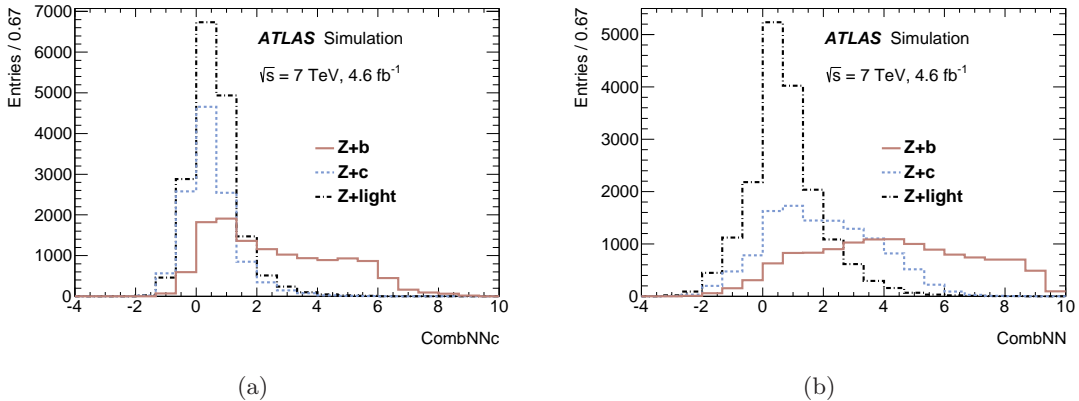 Entries / 0.67
7000
6000
5000
4000
3000
2000
1000
0
ATLAS Simulation
√s = 7 TeV, 4.6 fb-1
Z+b
Z+c
Z+light
-4 -2 0 2 4 6 8 10
CombNNc
(a)
Entries / 0.67
5000
4000
3000
2000
1000
0
ATLAS Simulation
√s = 7 TeV, 4.6 fb-1
Z+b
Z+c
Z+light
-4 -2 0 2 4 6 8 10
CombNN
(b)